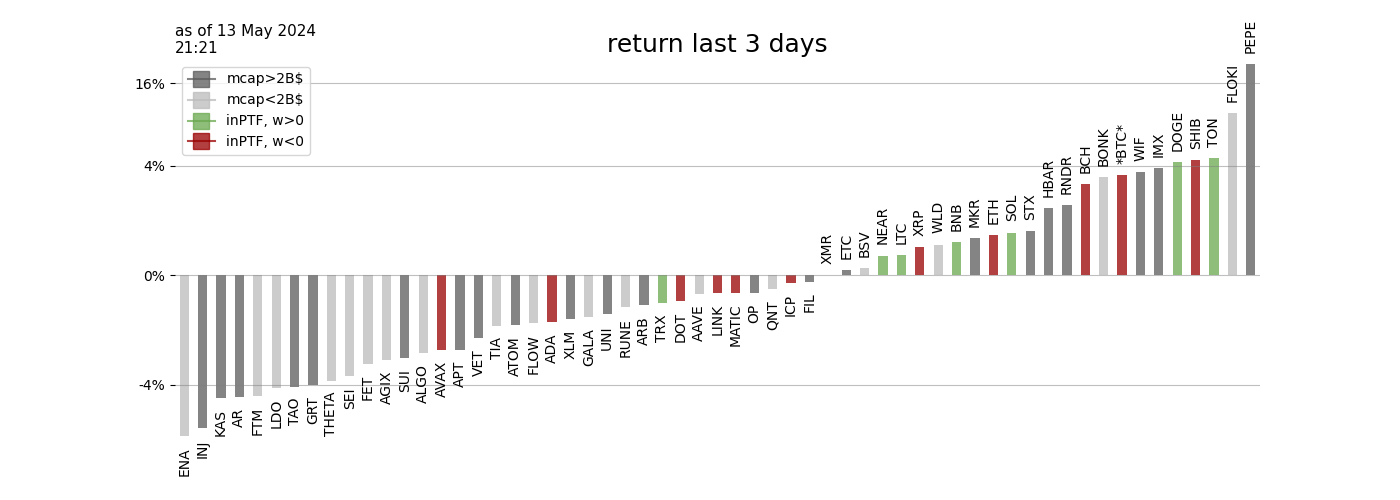 as of 13 May 2024
21:21
return last 3 days
mcap>2B$
mcap<2B$
inPTF, w>0
inPTF, w<0
16%
4%
0%
-4%
ENA
INJ
KAS
AR
FTM
LDO
TAO
GRT
THETA
SEI
FET
AGIX
SUI
ALGO
AVAX
APT
VET
TIA
ATOM
FLOW
ADA
XLM
GALA
UNI
RUNE
ARB
TRX
DOT
AAVE
LINK
MATIC
OP
QNT
ICP
FIL
XMR
ETC
BSV
NEAR
LTC
XRP
WLD
BNB
MKR
ETH
SOL
STX
HBAR
RNDR
BCH
BONK
*BTC*
WIF
IMX
DOGE
SHIB
TON
FLOKI
PEPE